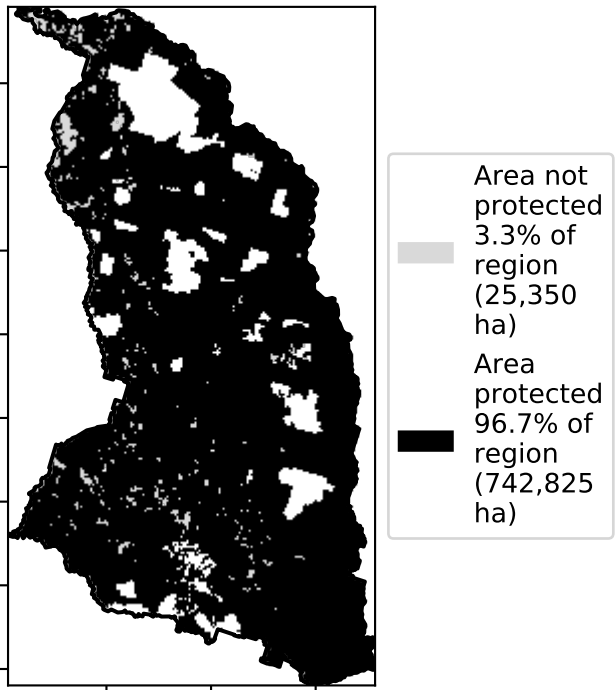 Area not
protected
3.3% of
region
(25,350
ha)
Area
protected
96.7% of
region
(742,825
ha)